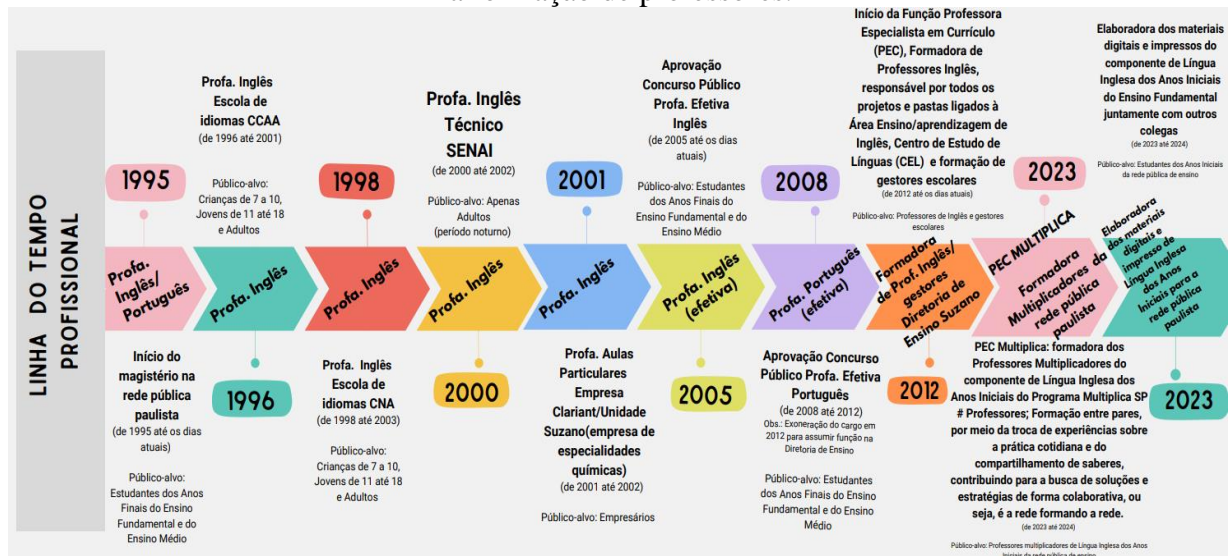 LINHA DO TEMPO
PROFISSIONAL
1995
Profa.
Inglês/
Português
Início do
magistério na
rede pública
paulista
(de 1995 até os dias
atuais)
Público-alvo:
Estudantes dos Anos
Finais do Ensino
Fundamental e do
Ensino Médio
Profa. Inglês
Escola de
idiomas CCAA
(de 1996 até 2001)
Público-alvo:
Crianças de 7 a 10,
Jovens de 11 até 18
e Adultos
Profa. Inglês
1996
1998
Profa. Inglês
Profa. Inglês
Escola de
idiomas CNA
(de 1998 até 2003)
Público-alvo:
Crianças de 7 a 10,
Jovens de 11 até 18
e Adultos
Profa. Inglês
Técnico
SENAI
(de 2000 até 2002)
Público-alvo: Apenas
Adultos
(período noturno)
Profa. Inglês
2000
2001
Profa. Inglês
Profa. Aulas
Particulares
Empresa
Clariant/Unidade
Suzano(empresa de
especialidades
químicas)
(de 2001 até 2002)
Público-alvo: Empresários
Aprovação
Concurso Público
Profa. Efetiva
Inglês
(de 2005 até os dias
atuais)
Público-alvo: Estudantes
dos Anos Finais do
Ensino Fundamental e do
Ensino Médio
Profa. Inglês
(efetiva)
2005
2008
Profa. Português
(efetiva)
Aprovação Concurso
Público Profa. Efetiva
Português
(de 2008 até 2012)
Obs.: Exoneração do cargo em
2012 para assumir função na
Diretoria de Ensino
Público-alvo: Estudantes
dos Anos Finais do Ensino
Fundamental e do Ensino
Médio
Início da Função Professora
Especialista em Currículo
(PEC), Formadora de
Professores Inglês,
responsável por todos os
projetos e pastas ligados à
Área Ensino/aprendizagem de
Inglês, Centro de Estudo de
Línguas (CEL) e formação de
gestores escolares
(de 2012 até os dias atuais)
Público-alvo: Professores de Inglês e gestores
escolares
Formadora
de Prof. Inglês/
gestores
Diretoria de
Ensino Suzano
2012
2023
PEC MULTIPLICA
Formadora
Multiplicadores da
rede pública
paulista
PEC Multiplica: formadora dos
Professores Multiplicadores do
componente de Língua Inglesa dos
Anos Iniciais do Programa Multiplica SP
# Professores; Formação entre pares,
por meio da troca de experiências sobre
a prática cotidiana e do
compartilhamento de saberes,
contribuindo para a busca de soluções e
estratégias de forma colaborativa, ou
seja, é a rede formando a rede.
(de 2023 até 2024)
Público-alvo: Professores multiplicadores de Língua Inglesa dos Anos
Iniciais da rede pública de ensino
Elaboradora dos materiais
digitais e impressos do
componente de Língua
Inglesa dos Anos Iniciais
do Ensino Fundamental
juntamente com outros
colegas
(de 2023 até 2024)
Público-alvo: Estudantes dos Anos Iniciais
da rede pública de ensino
Elaboradora
dos materiais
digitais e
impresso de
Língua Inglesa
dos Anos
Iniciais para a
rede pública
paulista
2023